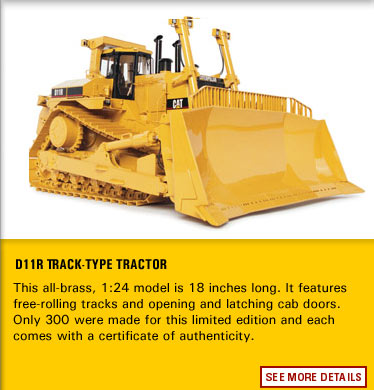 D11R
CAT
D11R TRACK-TYPE TRACTOR
This all-brass, 1:24 model is 18 inches long. It features
free-rolling tracks and opening and latching cab doors.
Only 300 were made for this limited edition and each
comes with a certificate of authenticity.
SEE MORE DETAILS